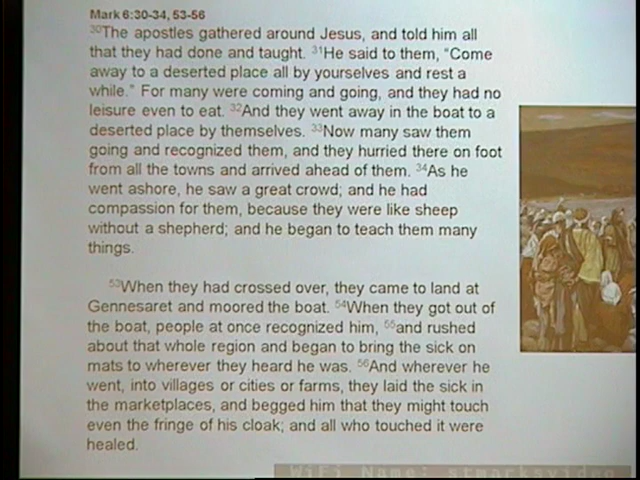 Mark 6:30-34, 53-56
30The apostles gathered around Jesus, and told him all
that they had done and taught. 31He said to them, “Come
away to a deserted place all by yourselves and rest a
while.” For many were coming and going, and they had no
leisure even to eat. 32And they went away in the boat to a
deserted place by themselves. 33Now many saw them
going and recognized them, and they hurried there on foot
from all the towns and arrived ahead of them. 34As he
went ashore, he saw a great crowd; and he had
compassion for them, because they were like sheep
without a shepherd; and he began to teach them many
things.
53When they had crossed over, they came to land at
Gennesaret and moored the boat. 54When they got out of
the boat, people at once recognized him, 55and rushed
about that whole region and began to bring the sick on
mats to wherever they heard he was. 56And wherever he
went, into villages or cities or farms, they laid the sick in
the marketplaces, and begged him that they might touch
even the fringe of his cloak; and all who touched it were
healed.
WiFi Name: stmarksvideo